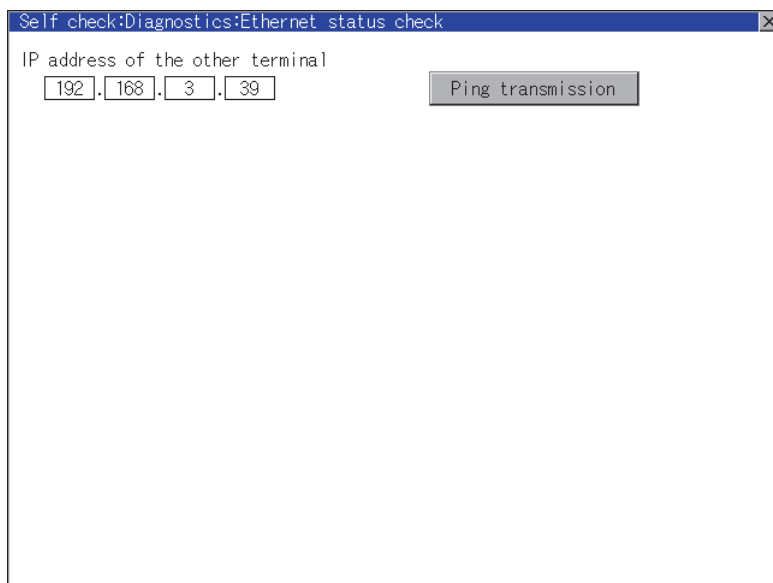 Self check:Diagnostics:Ethernet status check
IP address of the other terminal
192.168.3.39
Ping transmission